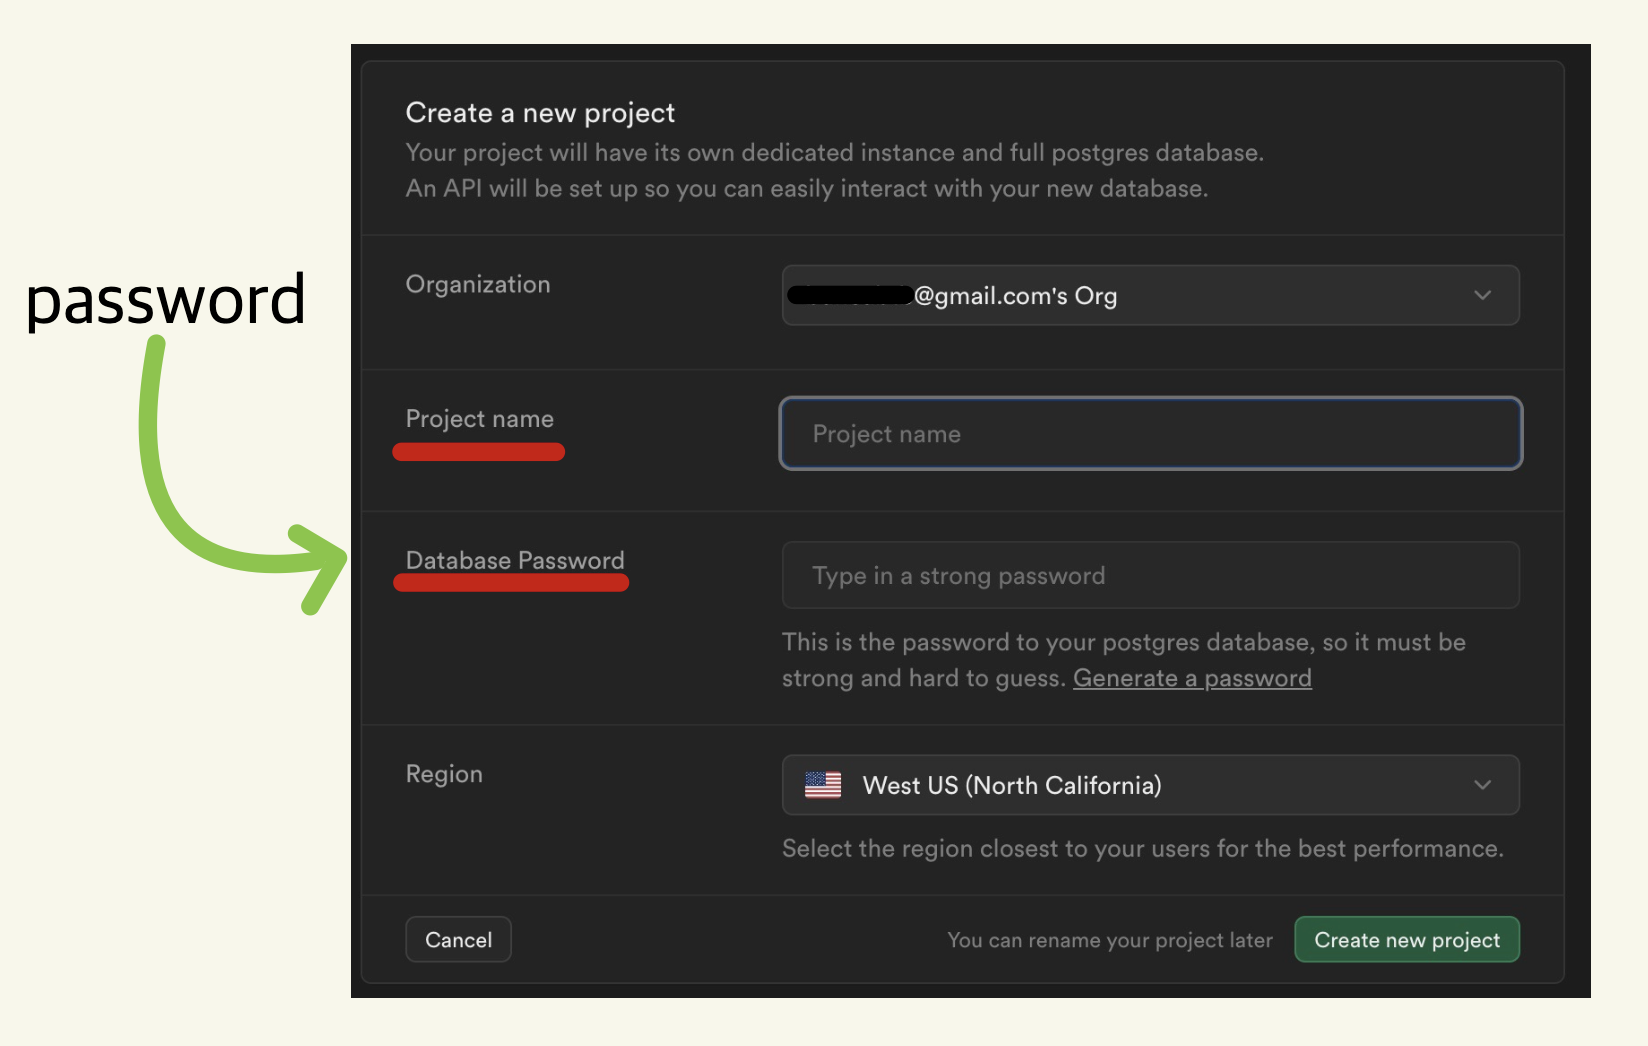 Create a new project
Your project will have its own dedicated instance and full postgres database.
An API will be set up so you can easily interact with your new database.
Organization
@gmail.com's Org
password
Project name
Project name
Database Password
Type in a strong password
This is the password to your postgres database, so it must be
strong and hard to guess. Generate a password
Region
West US (North California)
Select the region closest to your users for the best performance.
Cancel
You can rename your project later
Create new project